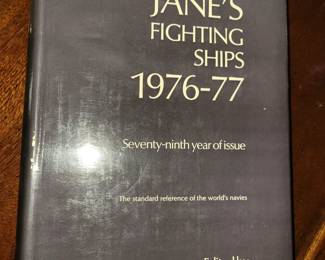 JANE'S
FIGHTING
SHIPS
1976-77
Seventy-ninth year of issue
The standard reference of the world's navies